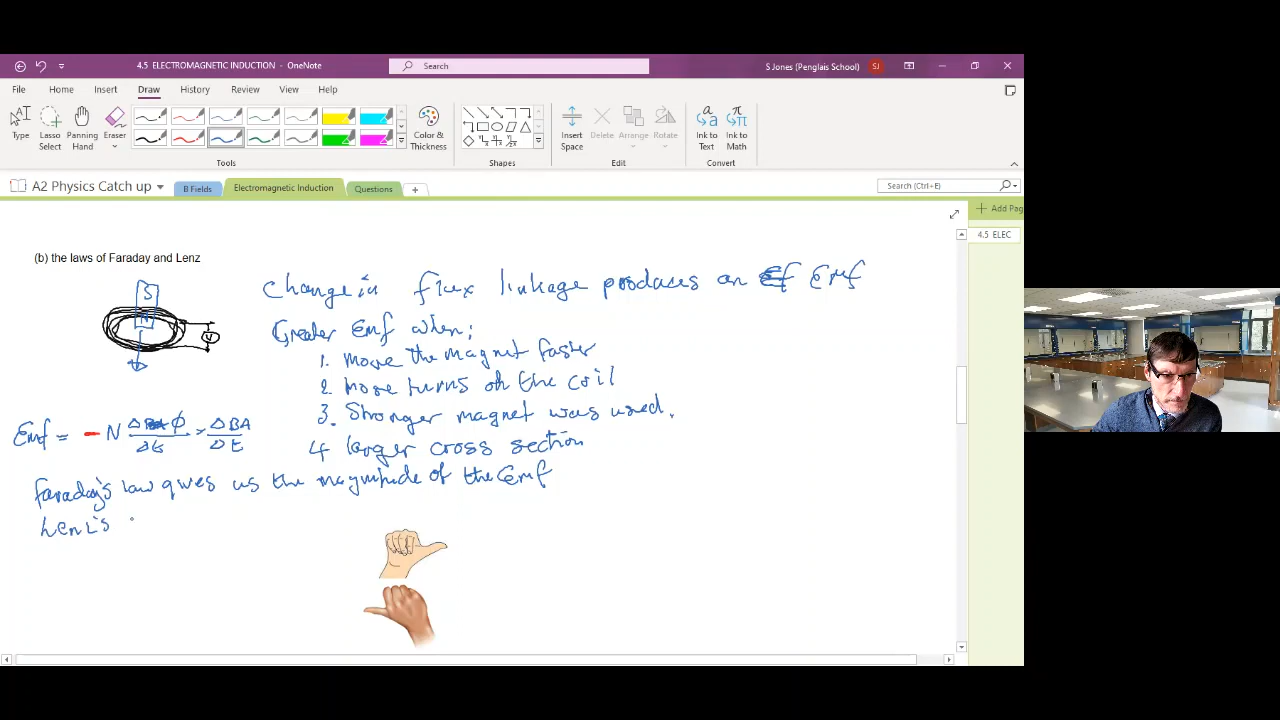 4.5 ELECTROMAGNETIC INDUCTION - OneNote
Search
S Jones (Penglais School)
SJ
File Home Insert Draw History Review View Help
Type
Lasso Select
Panning Hand
Eraser
Color & Thickness
Insert Space
Delete
Arrange
Rotate
Ink to Text
Ink to Math
Tools
Shapes
Edit
Convert
A2 Physics Catch up
B Fields
Electromagnetic Induction
Questions
Search (Ctrl+E)
Add Pag
4.5 ELEC
(b) the laws of Faraday and Lenz
S
N
V
Change in flux linkage produces an Emf
Greater Emf when;
1. Move the magnet faster
2 More turns on the coil
3. Stronger magnet was used.
4 larger cross section
Emf = - N Δ Φ / Δt × ΔBA / Δt
Faraday's law gives us the magnitude of the Emf
Lenz's